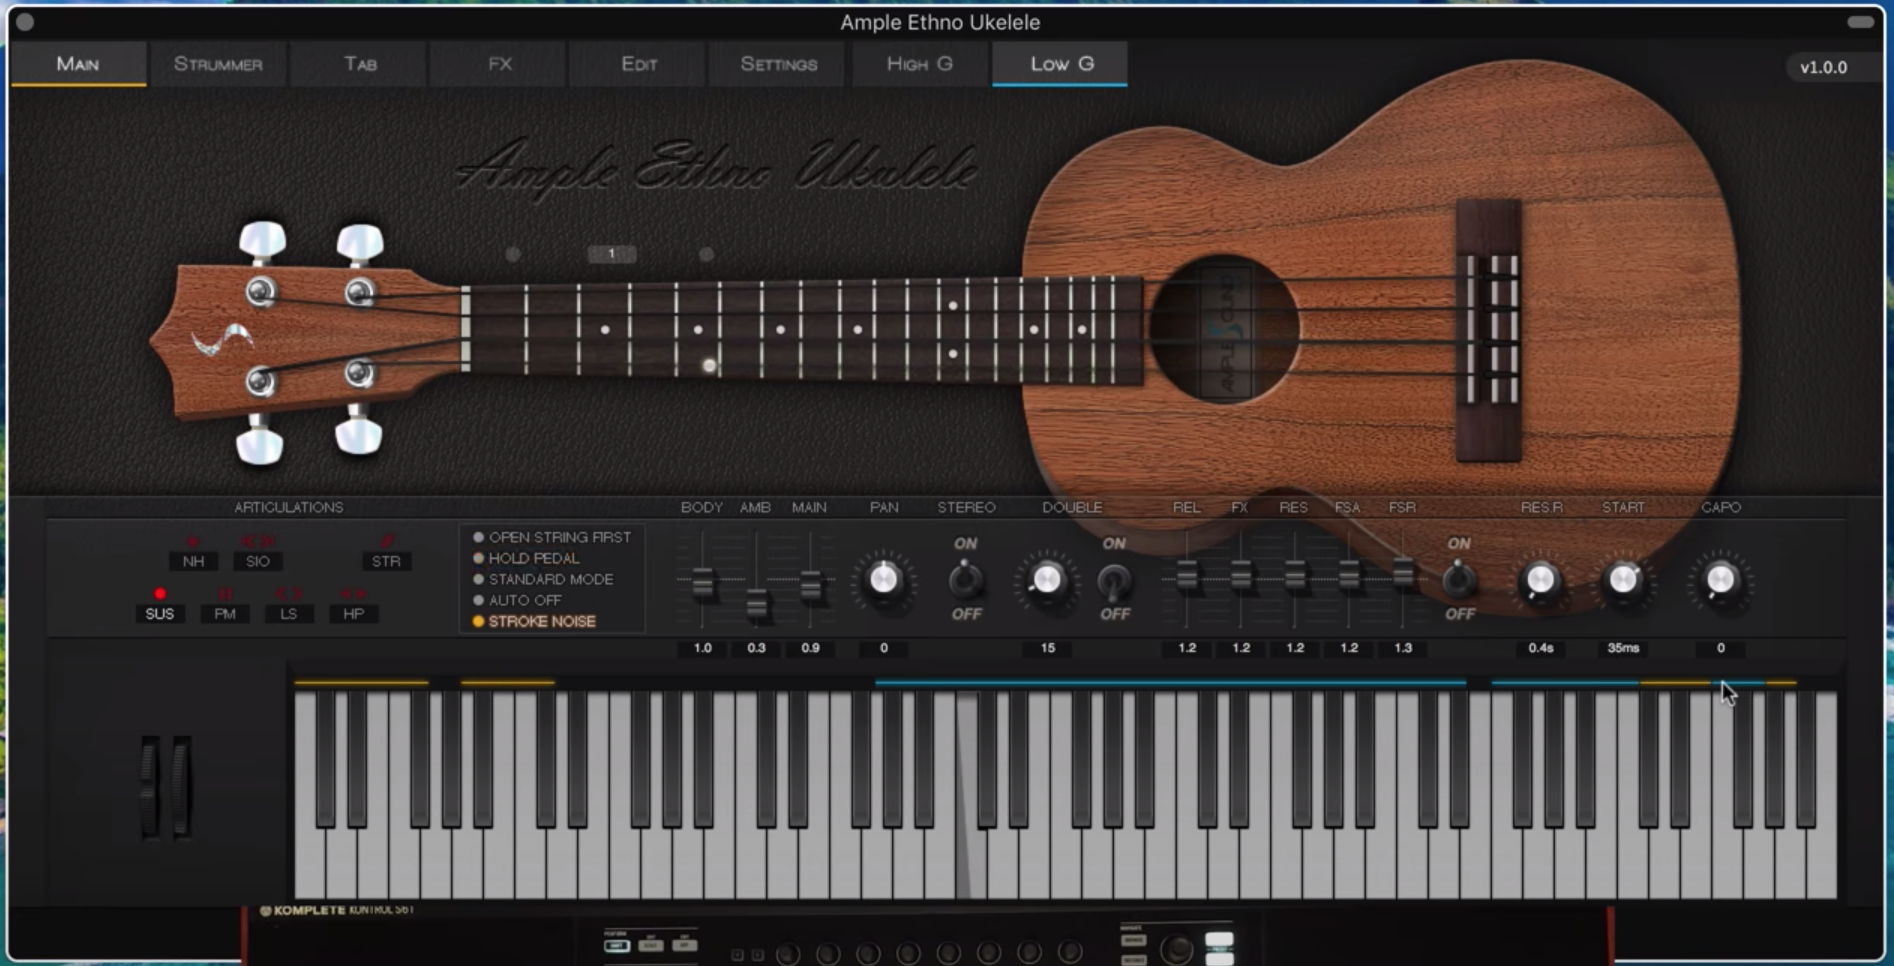 Ample Ethno Ukelele
MAIN STRUMMER TAB FX EDIT SETTINGS HIGH G LOW G
v1.0.0
Ample Ethno Ukulele
1
AMPLE SOUND
ARTICULATIONS BODY AMB MAIN PAN STEREO DOUBLE REL FX RES FSA FSR RES.R START CAPO
NH SIO STR
SUS PM LS HP
OPEN STRING FIRST
HOLD PEDAL
STANDARD MODE
AUTO OFF
STROKE NOISE
ON ON ON
OFF OFF OFF
1.0 0.3 0.9 0 15 1.2 1.2 1.2 1.2 1.3 0.4s 35ms 0
KOMPLETE KONTROL S61